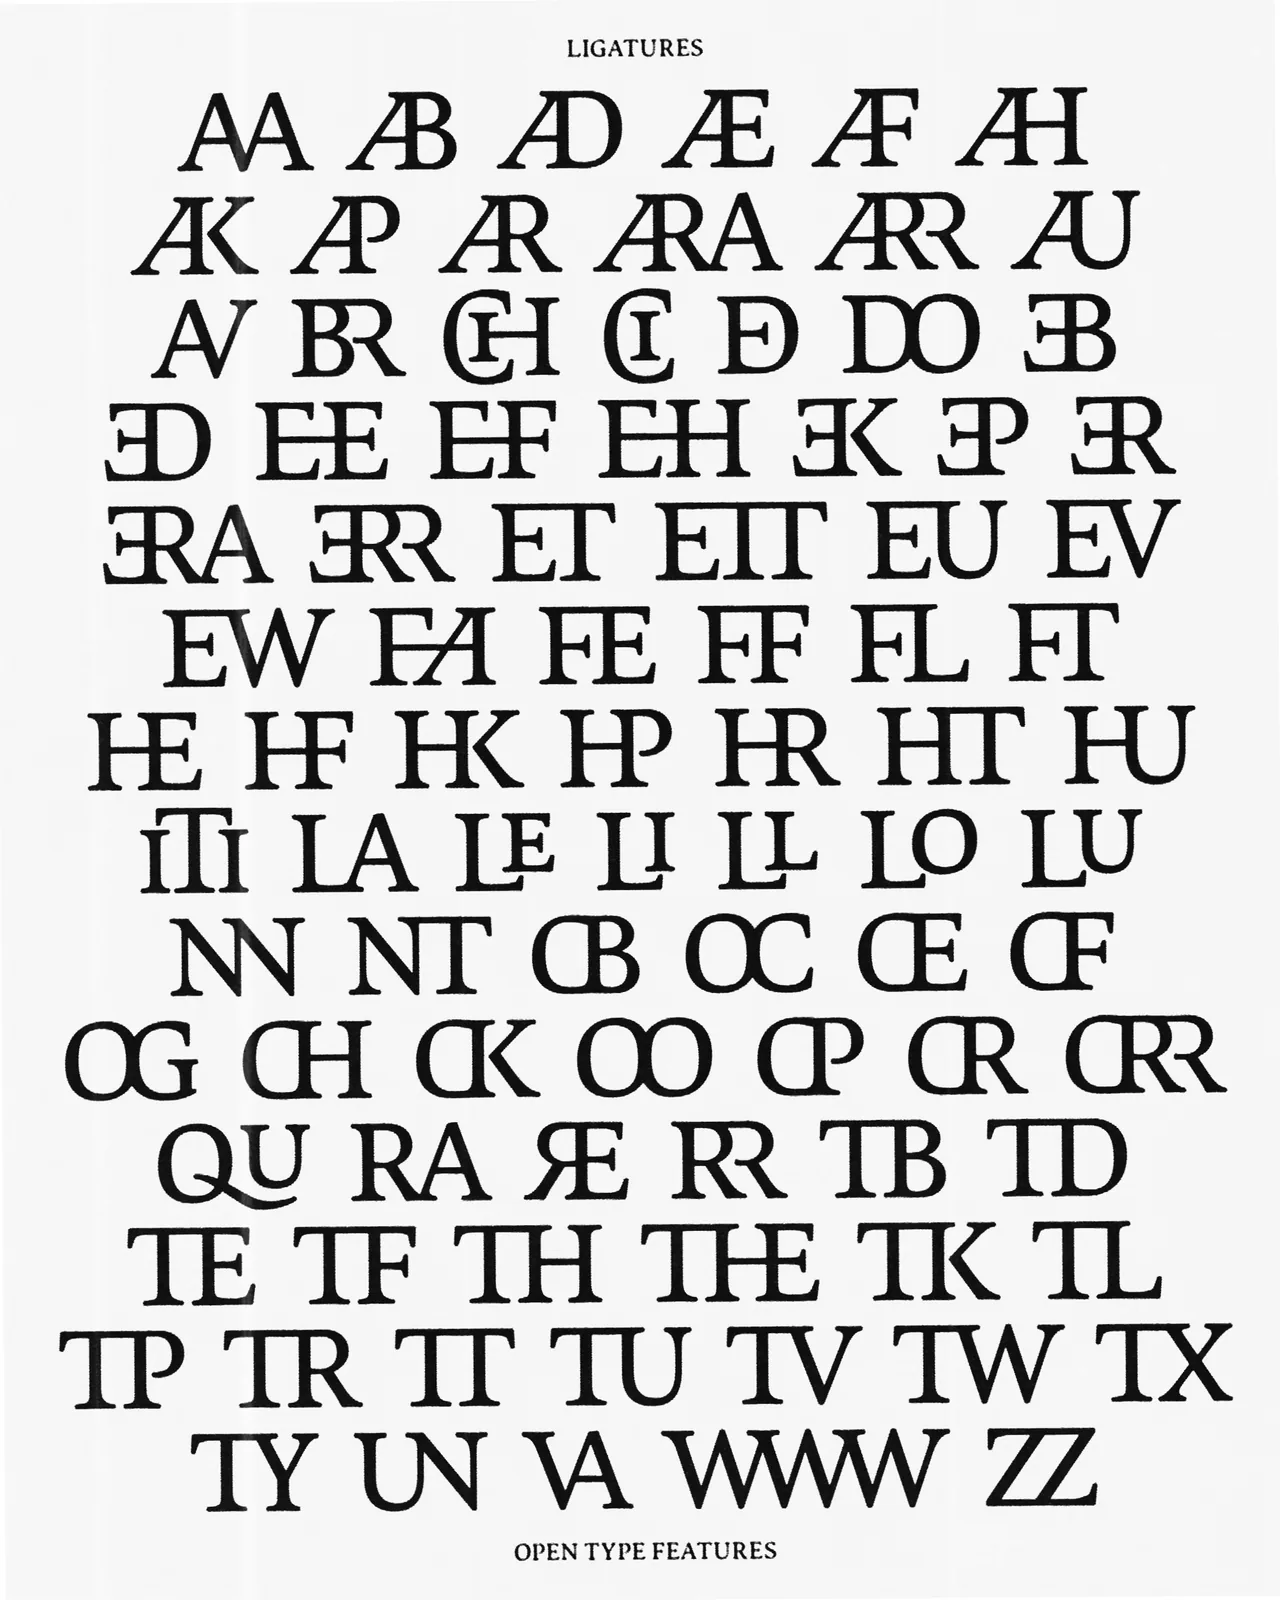 LIGATURES
AA AB AD Æ AF AH
AK AP AR ARA ARR AU
AV BR CIH CI DE DO EB
ED EE EF EH EK EP ER
ERA ERR ET ETT EU EV
EW FA FE FF FL FT
HE HF HK HP HR HT HU
ITI LA LE LI LL LO LU
NN NT OB OC OE OF
OG OH OK OO OP OR ORR
QU RA RE RR TB TD
TE TF TH THE TK TL
TP TR TT TU TV TW TX
TY UN VA WWW ZZ
OPEN TYPE FEATURES